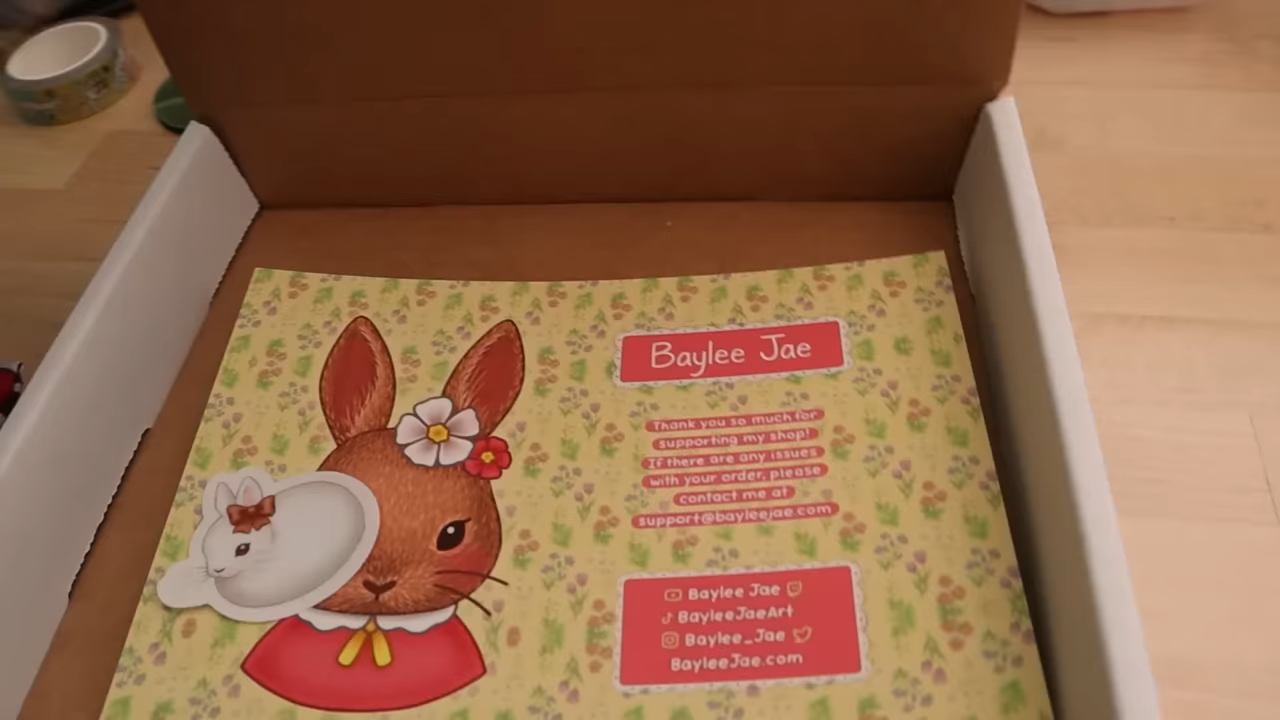 Baylee Jae
Thank you so much for
supporting my shop!
If there are any issues
with your order, please
contact me at
support@bayleejae.com
Baylee Jae
BayleeJaeArt
Baylee_Jae
BayleeJae.com